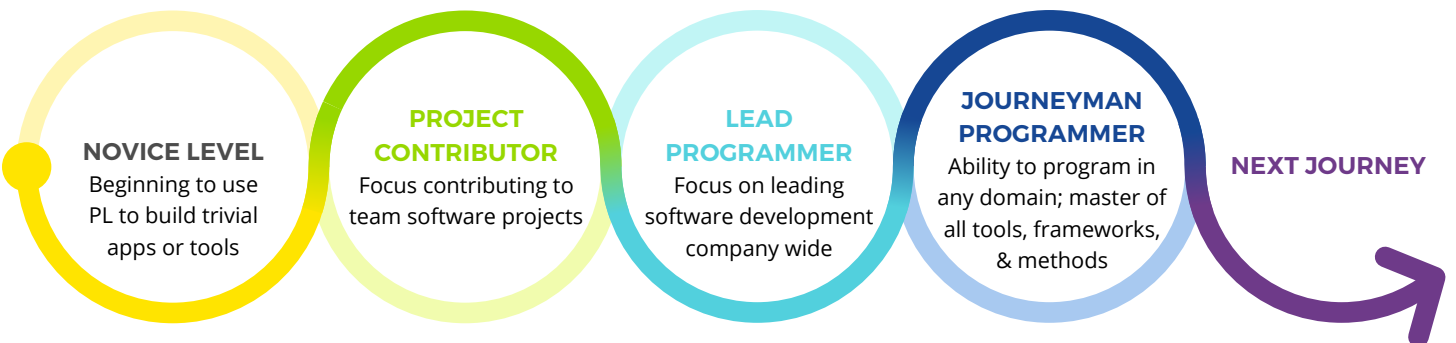 NOVICE LEVEL
Beginning to use
PL to build trivial
apps or tools
PROJECT
CONTRIBUTOR
Focus contributing to
team software projects
LEAD
PROGRAMMER
Focus on leading
software development
company wide
JOURNEYMAN
PROGRAMMER
Ability to program in
any domain; master of
all tools, frameworks,
& methods
NEXT JOURNEY